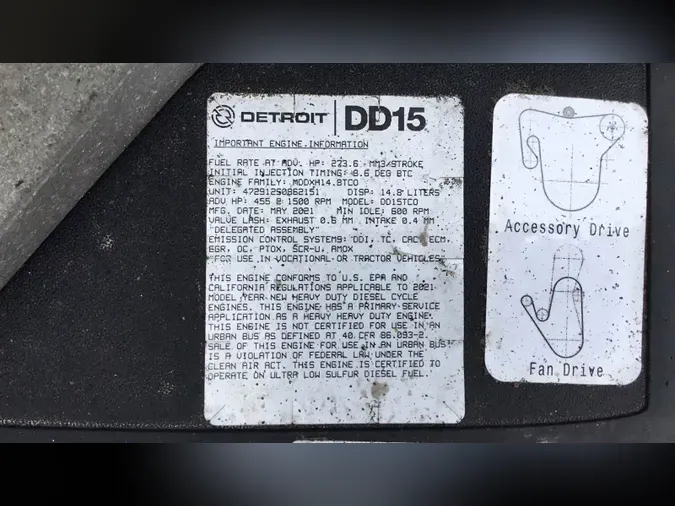 DETROIT DD15
IMPORTANT ENGINE INFORMATION
FUEL RATE AT ADV. HP: 273.6 MM3/STROKE
INITIAL INJECTION TIMING: 8.6 DEG BTC
ENGINE FAMILY: MDDXH14.8TCO
UNIT: 472912S0862151 DISP: 14.8 LITERS
ADV HP: 455 @ 1500 RPM MODEL: DD15TCO
MFG. DATE: MAY 2021 MIN IDLE: 600 RPM
VALVE LASH: EXHAUST 0.6 MM INTAKE 0.4 MM
"DELEGATED ASSEMBLY"
EMISSION CONTROL SYSTEMS: DDI, TC, CAC, ECM,
EGR, OC, PTOX, SCR-U, AMOX
"FOR USE IN VOCATIONAL OR TRACTOR VEHICLES"
THIS ENGINE CONFORMS TO U.S. EPA AND
CALIFORNIA REGULATIONS APPLICABLE TO 2021
MODEL YEAR NEW HEAVY DUTY DIESEL CYCLE
ENGINES. THIS ENGINE HAS A PRIMARY SERVICE
APPLICATION AS A HEAVY HEAVY DUTY ENGINE.
THIS ENGINE IS NOT CERTIFIED FOR USE IN AN
URBAN BUS AS DEFINED AT 40 CFR 86.093-2.
SALE OF THIS ENGINE FOR USE IN AN URBAN BUS
IS A VIOLATION OF FEDERAL LAW UNDER THE
CLEAN AIR ACT. THIS ENGINE IS CERTIFIED TO
OPERATE ON ULTRA LOW SULFUR DIESEL FUEL.
Accessory Drive
Fan Drive